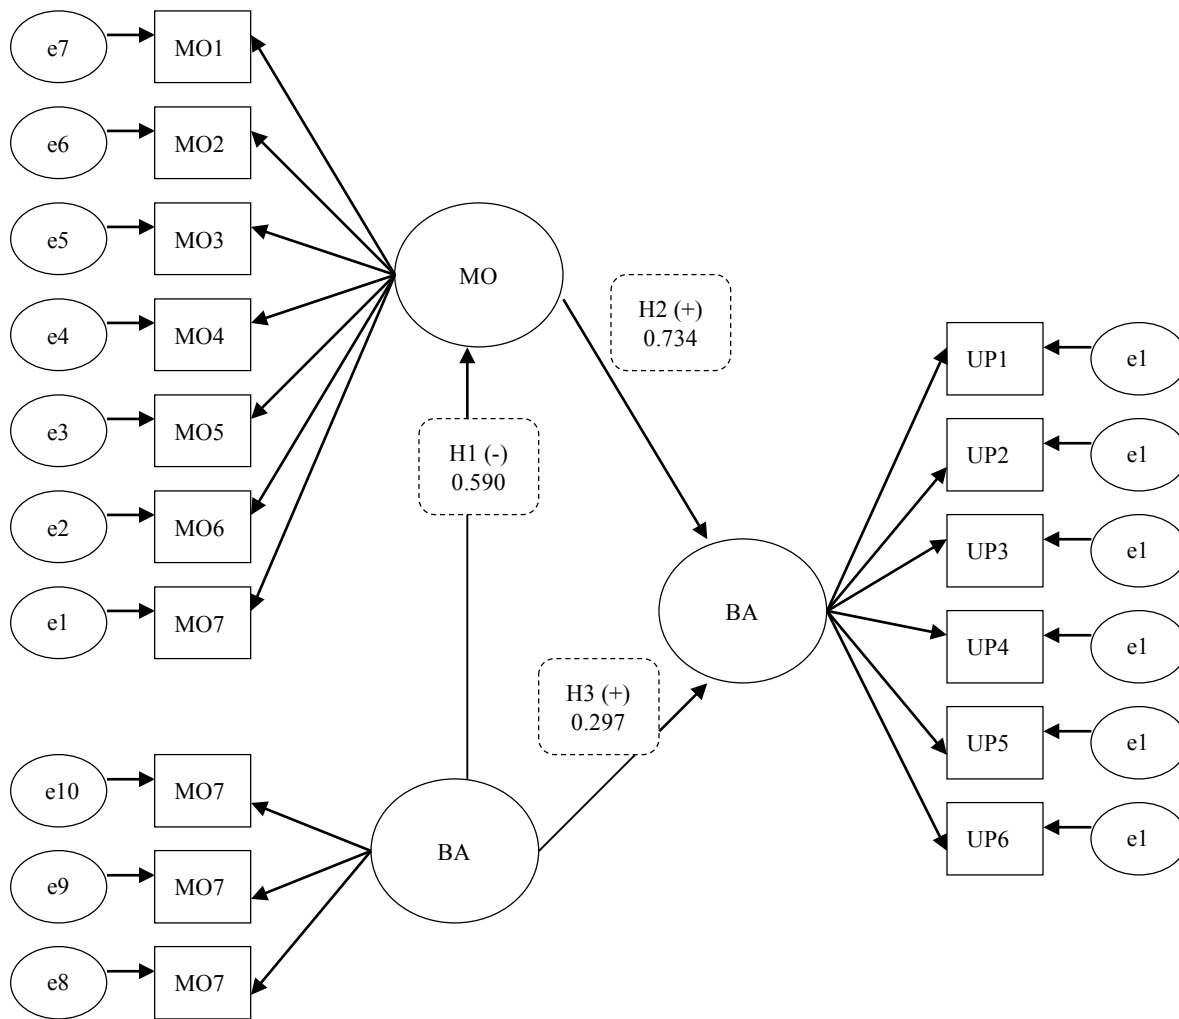 e7
MO1
e6
MO2
e5
MO3
e4
MO4
e3
MO5
e2
MO6
e1
MO7
MO
H2 (+)
0.734
H1 (-)
0.590
BA
H3 (+)
0.297
UP1
e1
UP2
e1
UP3
e1
UP4
e1
UP5
e1
UP6
e1
e10
MO7
e9
MO7
e8
MO7
BA